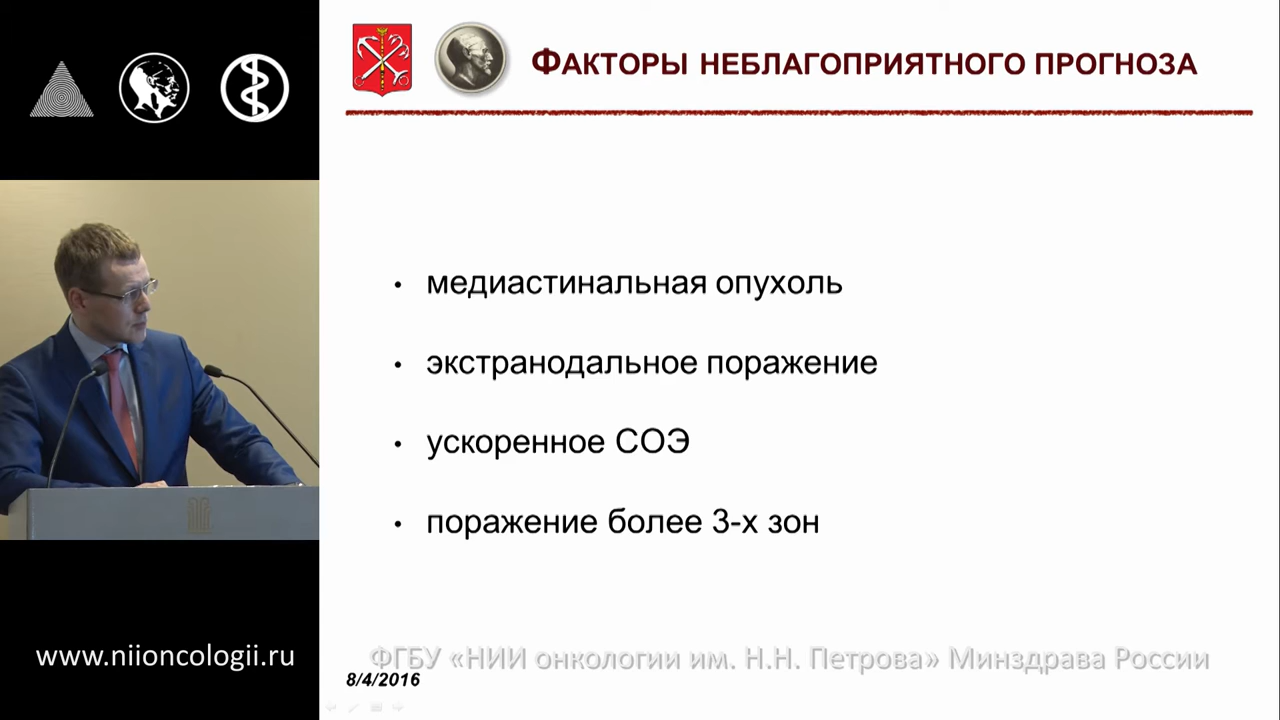 Факторы неблагоприятного прогноза
• медиастинальная опухоль
• экстранодальное поражение
• ускоренное СОЭ
• поражение более 3-х зон
www.niioncologii.ru
ФГБУ «НИИ онкологии им. Н.Н. Петрова» Минздрава России
8/4/2016